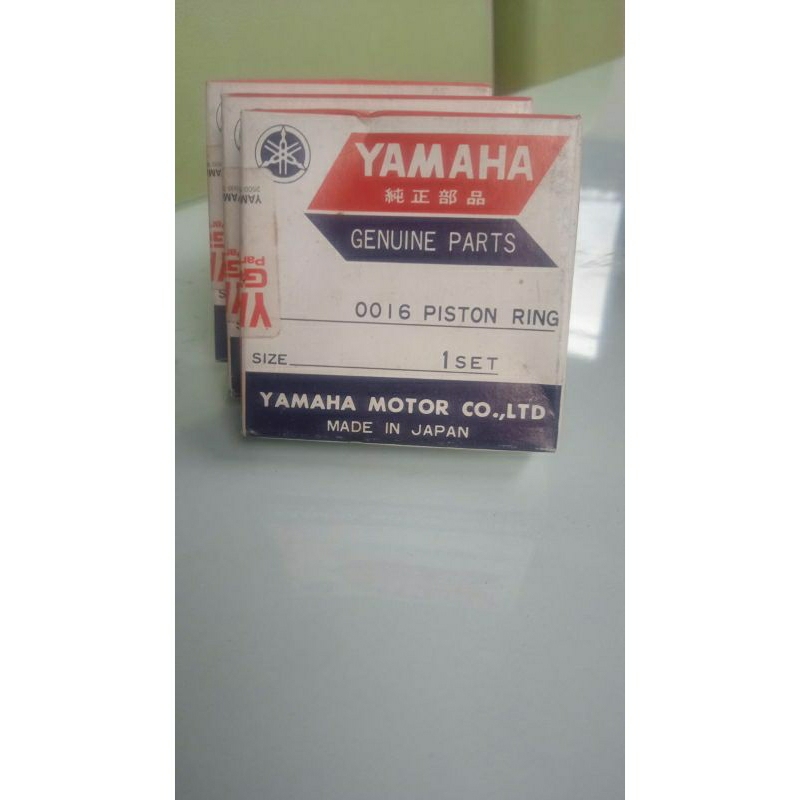 YAMAHA
純正部品
GENUINE PARTS
0016 PISTON RING
SIZE 1 SET
YAMAHA MOTOR CO.,LTD
MADE IN JAPAN